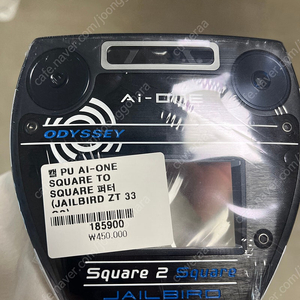 Ai-ONE
ODYSSEY
캘 PU AI-ONE
SQUARE TO
SQUARE 퍼터
(JAILBIRD ZT 33
185900
₩450,000
Square 2 Square
JAILBIRD